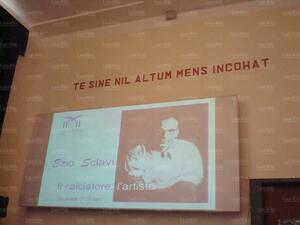 TE SINE NIL ALTUM MENS INCOHAT
Ezio Sclavi
Il calciatore, l'artista